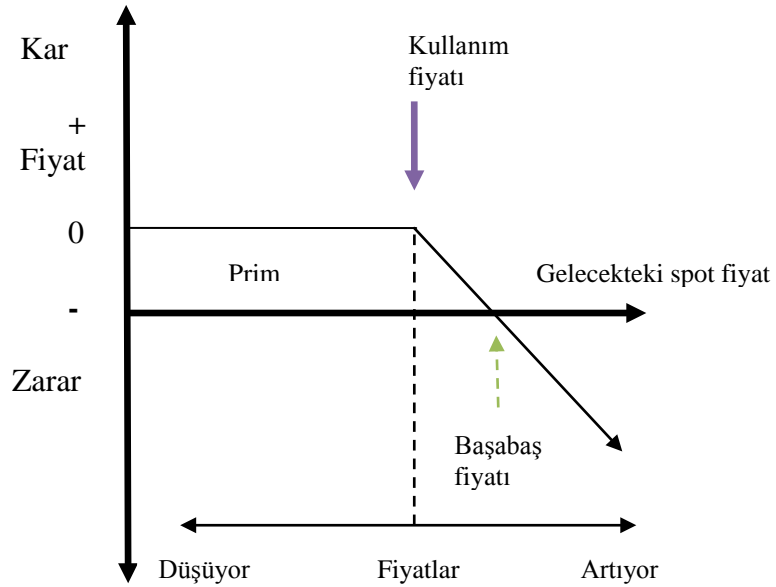 Kar
Kullanım
fiyatı
+
Fiyat
0
Prim
Gelecekteki spot fiyat
-
Zarar
Başabaş
fiyatı
Düşüyor
Fiyatlar
Artıyor